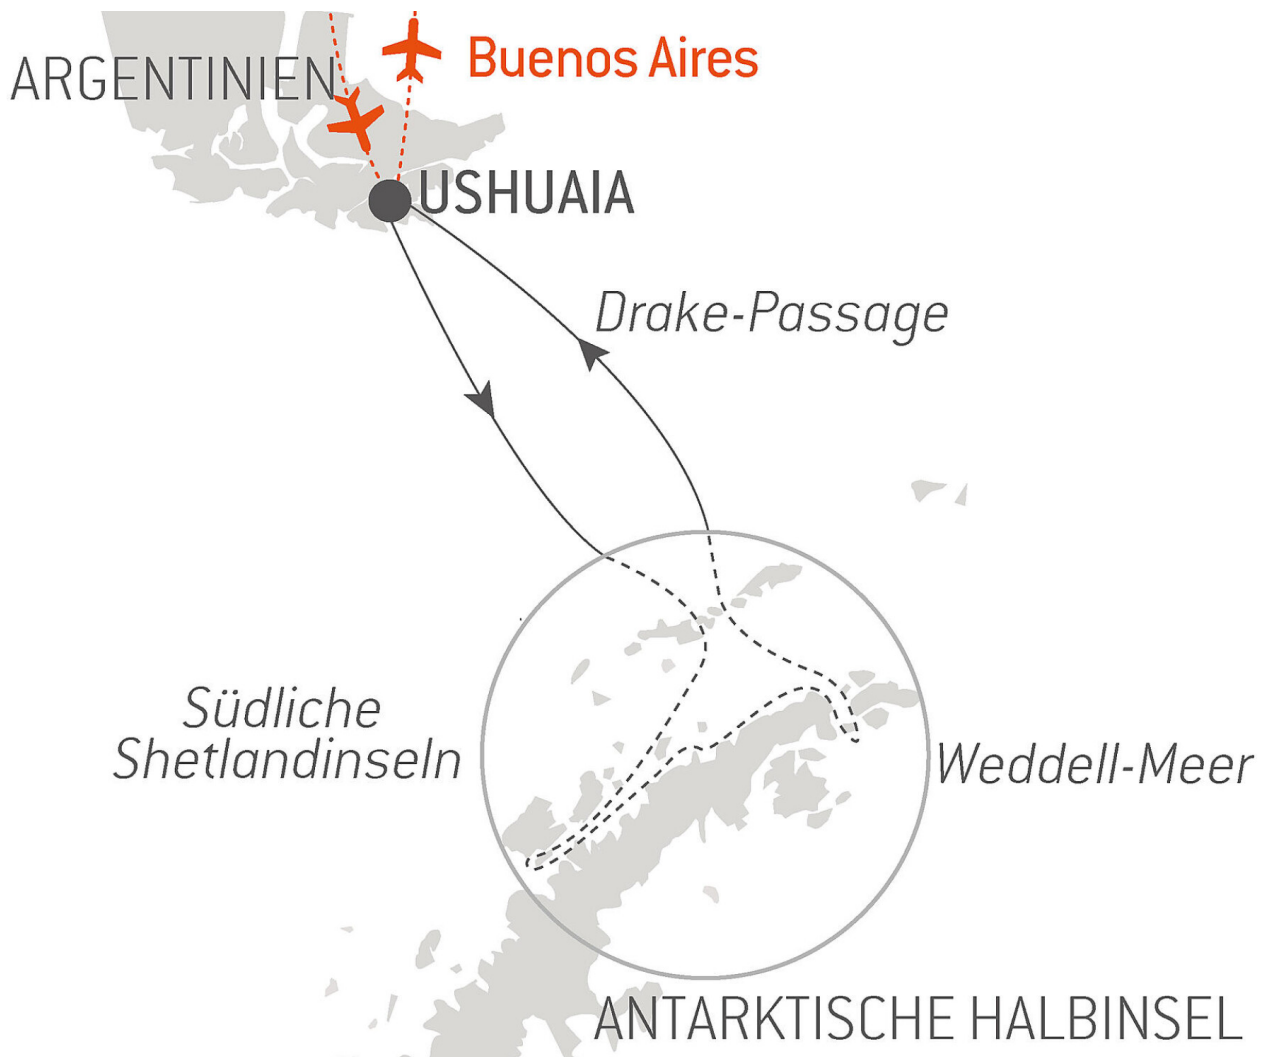 Buenos Aires
ARGENTINIEN
USHUAIA
Drake-Passage
Südliche
Shetlandinseln
Weddell-Meer
ANTARKTISCHE HALBINSEL